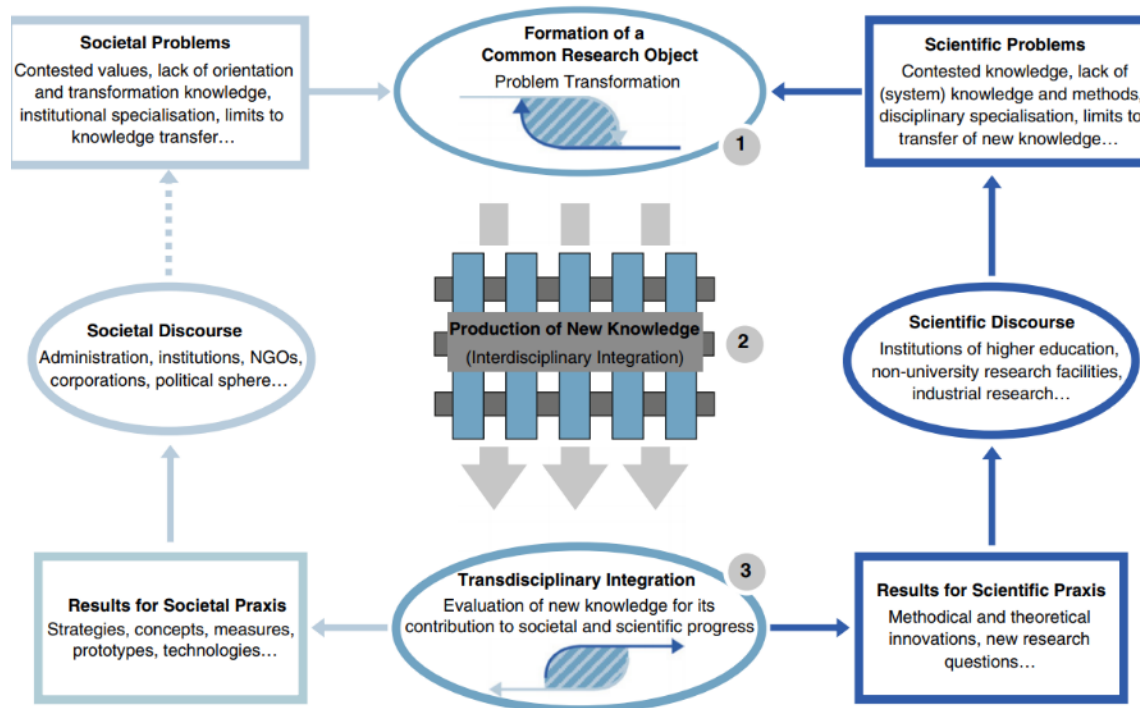 Societal Problems
Contested values, lack of orientation
and transformation knowledge,
institutional specialisation, limits to
knowledge transfer…
Formation of a
Common Research Object
Problem Transformation
1
Scientific Problems
Contested knowledge, lack of
(system) knowledge and methods,
disciplinary specialisation, limits to
transfer of new knowledge…
Societal Discourse
Administration, institutions, NGOs,
corporations, political sphere…
Production of New Knowledge
(Interdisciplinary Integration)
2
Scientific Discourse
Institutions of higher education,
non-university research facilities,
industrial research…
Results for Societal Praxis
Strategies, concepts, measures,
prototypes, technologies…
3
Transdisciplinary Integration
Evaluation of new knowledge for its
contribution to societal and scientific progress
Results for Scientific Praxis
Methodical and theoretical
innovations, new research
questions…